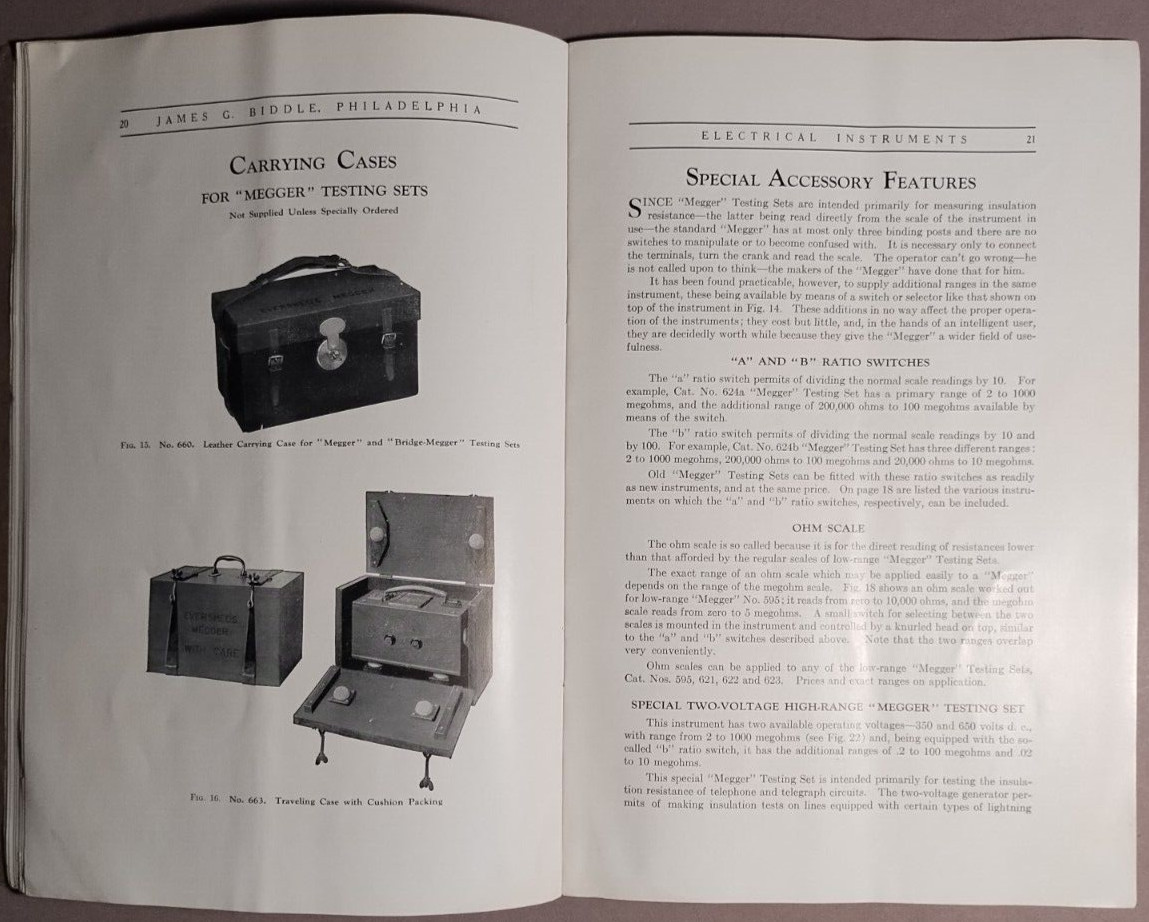 20 JAMES G. BIDDLE, PHILADELPHIA
CARRYING CASES
FOR "MEGGER" TESTING SETS
Not Supplied Unless Specially Ordered
EVERSHEDS MEGGER
FIG. 15. No. 660. Leather Carrying Case for "Megger" and "Bridge-Megger" Testing Sets
EVERSHEDS
MEGGER
WITH CARE
FIG. 16. No. 663. Traveling Case with Cushion Packing
ELECTRICAL INSTRUMENTS 21
SPECIAL ACCESSORY FEATURES
SINCE "Megger" Testing Sets are intended primarily for measuring insulation
resistance—the latter being read directly from the scale of the instrument in
use—the standard "Megger" has at most only three binding posts and there are no
switches to manipulate or to become confused with. It is necessary only to connect
the terminals, turn the crank and read the scale. The operator can't go wrong—he
is not called upon to think—the makers of the "Megger" have done that for him.
It has been found practicable, however, to supply additional ranges in the same
instrument, these being available by means of a switch or selector like that shown on
top of the instrument in Fig. 14. These additions in no way affect the proper opera-
tion of the instruments; they cost but little, and, in the hands of an intelligent user,
they are decidedly worth while because they give the "Megger" a wider field of use-
fulness.
"A" AND "B" RATIO SWITCHES
The "a" ratio switch permits of dividing the normal scale readings by 10. For
example, Cat. No. 624a "Megger" Testing Set has a primary range of 2 to 1000
megohms, and the additional range of 200,000 ohms to 100 megohms available by
means of the switch.
The "b" ratio switch permits of dividing the normal scale readings by 10 and
by 100. For example, Cat. No. 624b "Megger" Testing Set has three different ranges:
2 to 1000 megohms, 200,000 ohms to 100 megohms and 20,000 ohms to 10 megohms.
Old "Megger" Testing Sets can be fitted with these ratio switches as readily
as new instruments, and at the same price. On page 18 are listed the various instru-
ments on which the "a" and "b" ratio switches, respectively, can be included.
OHM SCALE
The ohm scale is so called because it is for the direct reading of resistances lower
than that afforded by the regular scales of low-range "Megger" Testing Sets.
The exact range of an ohm scale which may be applied easily to a "Megger"
depends on the range of the megohm scale. Fig. 18 shows an ohm scale worked out
for low-range "Megger" No. 595; it reads from zero to 10,000 ohms, and the megohm
scale reads from zero to 5 megohms. A small switch for selecting between the two
scales is mounted in the instrument and controlled by a knurled head on top, similar
to the "a" and "b" switches described above. Note that the two ranges overlap
very conveniently.
Ohm scales can be applied to any of the low-range "Megger" Testing Sets,
Cat. Nos. 595, 621, 622 and 623. Prices and exact ranges on application.
SPECIAL TWO-VOLTAGE HIGH-RANGE "MEGGER" TESTING SET
This instrument has two available operating voltages—350 and 650 volts d. c.,
with range from 2 to 1000 megohms (see Fig. 22) and, being equipped with the so-
called "b" ratio switch, it has the additional ranges of .2 to 100 megohms and .02
to 10 megohms.
This special "Megger" Testing Set is intended primarily for testing the insula-
tion resistance of telephone and telegraph circuits. The two-voltage generator per-
mits of making insulation tests on lines equipped with certain types of lightning